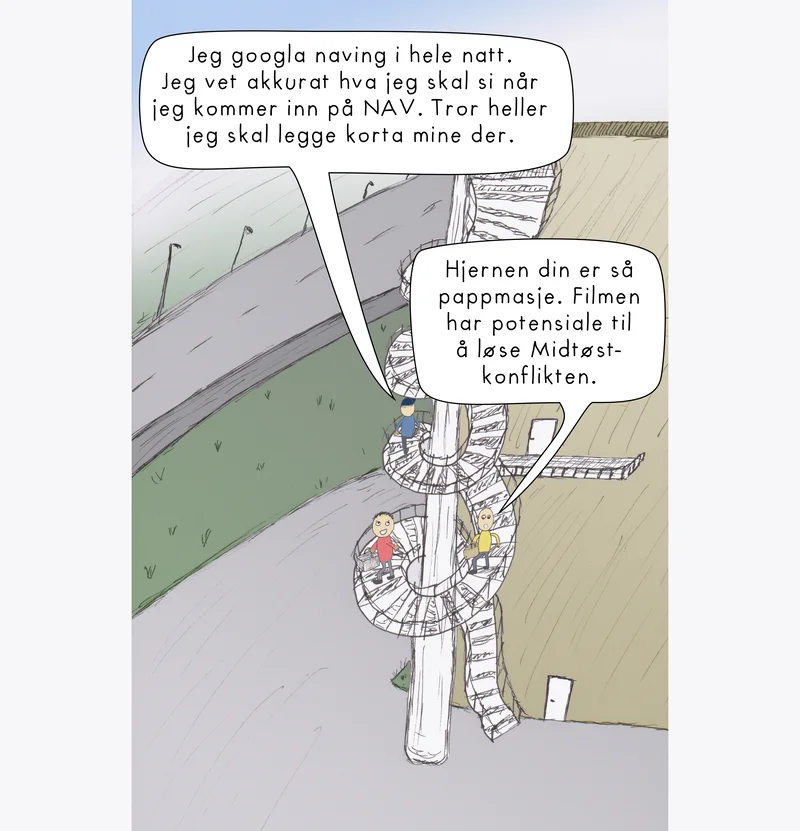 Jeg googla naving i hele natt.
Jeg vet akkurat hva jeg skal si når
jeg kommer inn på NAV. Tror heller
jeg skal legge korta mine der.
Hjernen din er så
pappmasje. Filmen
har potensiale til
å løse Midtøst-
konflikten.